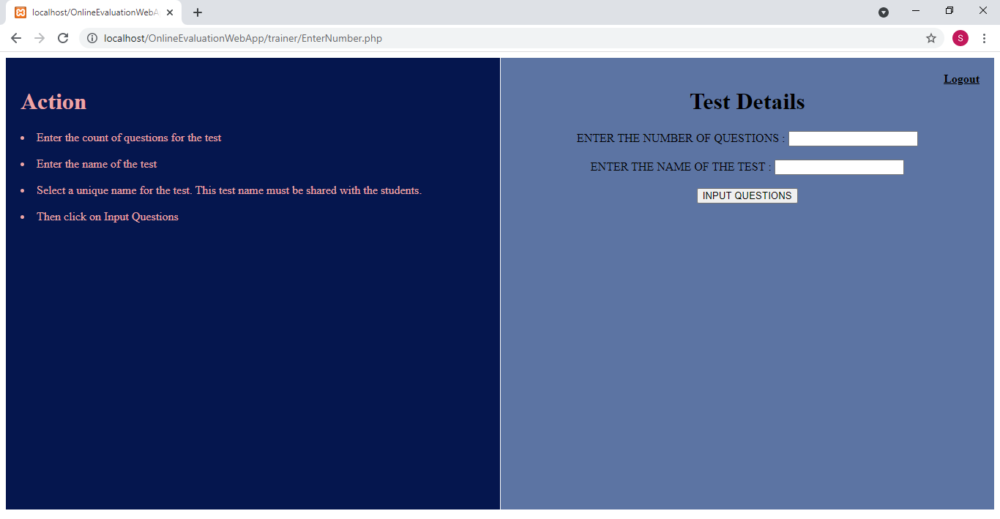 localhost/OnlineEvaluationWebA
localhost/OnlineEvaluationWebApp/trainer/EnterNumber.php
S
Action
• Enter the count of questions for the test
• Enter the name of the test
• Select a unique name for the test. This test name must be shared with the students.
• Then click on Input Questions
Logout
Test Details
ENTER THE NUMBER OF QUESTIONS :
ENTER THE NAME OF THE TEST :
INPUT QUESTIONS